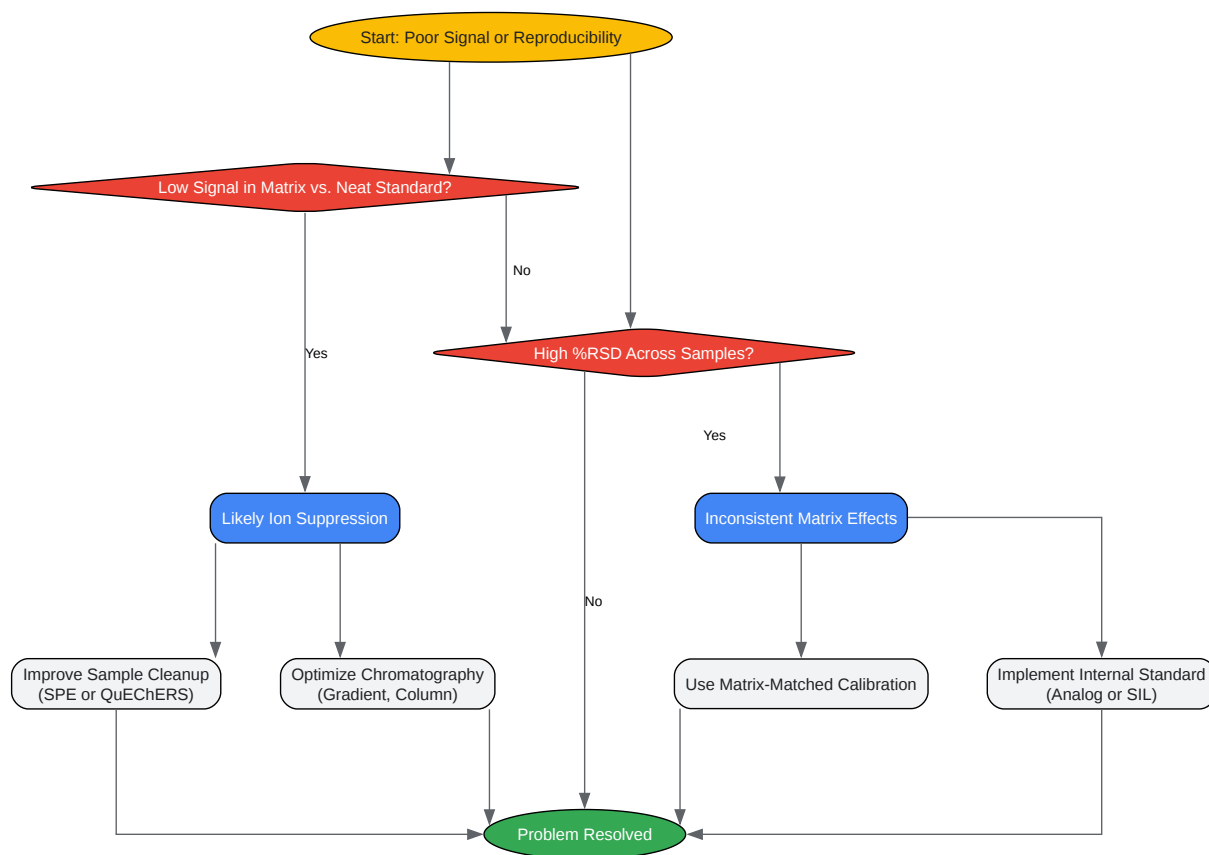 Start: Poor Signal or Reproducibility
Low Signal in Matrix vs. Neat Standard?
No
Yes
High %RSD Across Samples?
Yes
Likely Ion Suppression
Inconsistent Matrix Effects
No
Improve Sample Cleanup
(SPE or QuEChERS)
Optimize Chromatography
(Gradient, Column)
Use Matrix-Matched Calibration
Implement Internal Standard
(Analog or SIL)
Problem Resolved